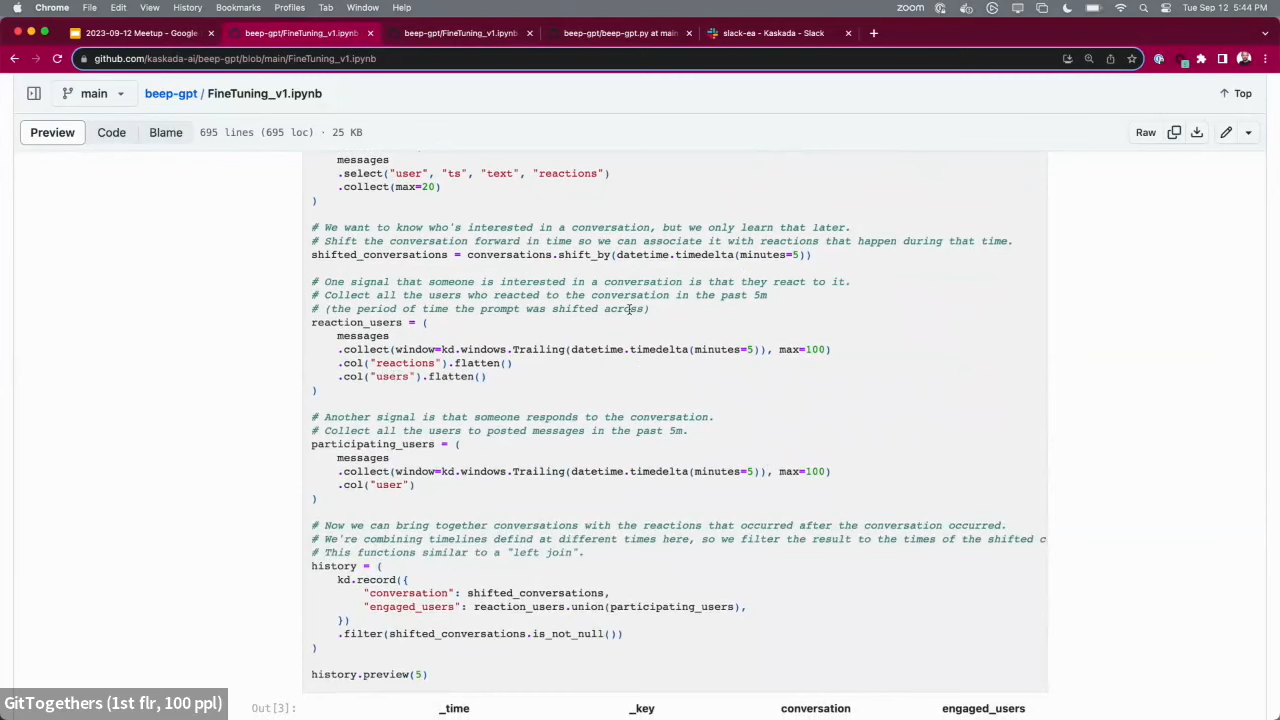 Chrome File Edit View History Bookmarks Profiles Tab Window Help
zoom Tue Sep 12 5:44 PM
2023-09-12 Meetup - Google
beep-gpt/FineTuning_v1.ipynb
beep-gpt/FineTuning_v1.ipynb
beep-gpt/beep-gpt.py at main
slack-ea - Kaskada - Slack
github.com/kaskada-ai/beep-gpt/blob/main/FineTuning_v1.ipynb
main beep-gpt / FineTuning_v1.ipynb Top
Preview Code Blame 695 lines (695 loc) · 25 KB Raw
messages
.select("user", "ts", "text", "reactions")
.collect(max=20)
)
# We want to know who's interested in a conversation, but we only learn that later.
# Shift the conversation forward in time so we can associate it with reactions that happen during that time.
shifted_conversations = conversations.shift_by(datetime.timedelta(minutes=5))
# One signal that someone is interested in a conversation is that they react to it.
# Collect all the users who reacted to the conversation in the past 5m
# (the period of time the prompt was shifted across)
reaction_users = (
messages
.collect(window=kd.windows.Trailing(datetime.timedelta(minutes=5)), max=100)
.col("reactions").flatten()
.col("users").flatten()
)
# Another signal is that someone responds to the conversation.
# Collect all the users to posted messages in the past 5m.
participating_users = (
messages
.collect(window=kd.windows.Trailing(datetime.timedelta(minutes=5)), max=100)
.col("user")
)
# Now we can bring together conversations with the reactions that occurred after the conversation occurred.
# We're combining timelines defind at different times here, so we filter the result to the times of the shifted c
# This functions similar to a "left join".
history = (
kd.record({
"conversation": shifted_conversations,
"engaged_users": reaction_users.union(participating_users),
})
.filter(shifted_conversations.is_not_null())
)
history.preview(5)
GitTogethers (1st flr, 100 ppl)
Out[3]: _time _key conversation engaged_users